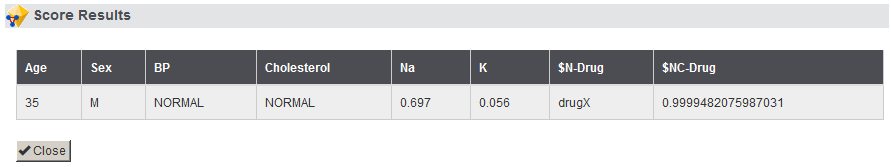 Score Results
Age Sex BP Cholesterol Na K $N-Drug $NC-Drug
35 M NORMAL NORMAL 0.697 0.056 drugX 0.9999482075987031
Close